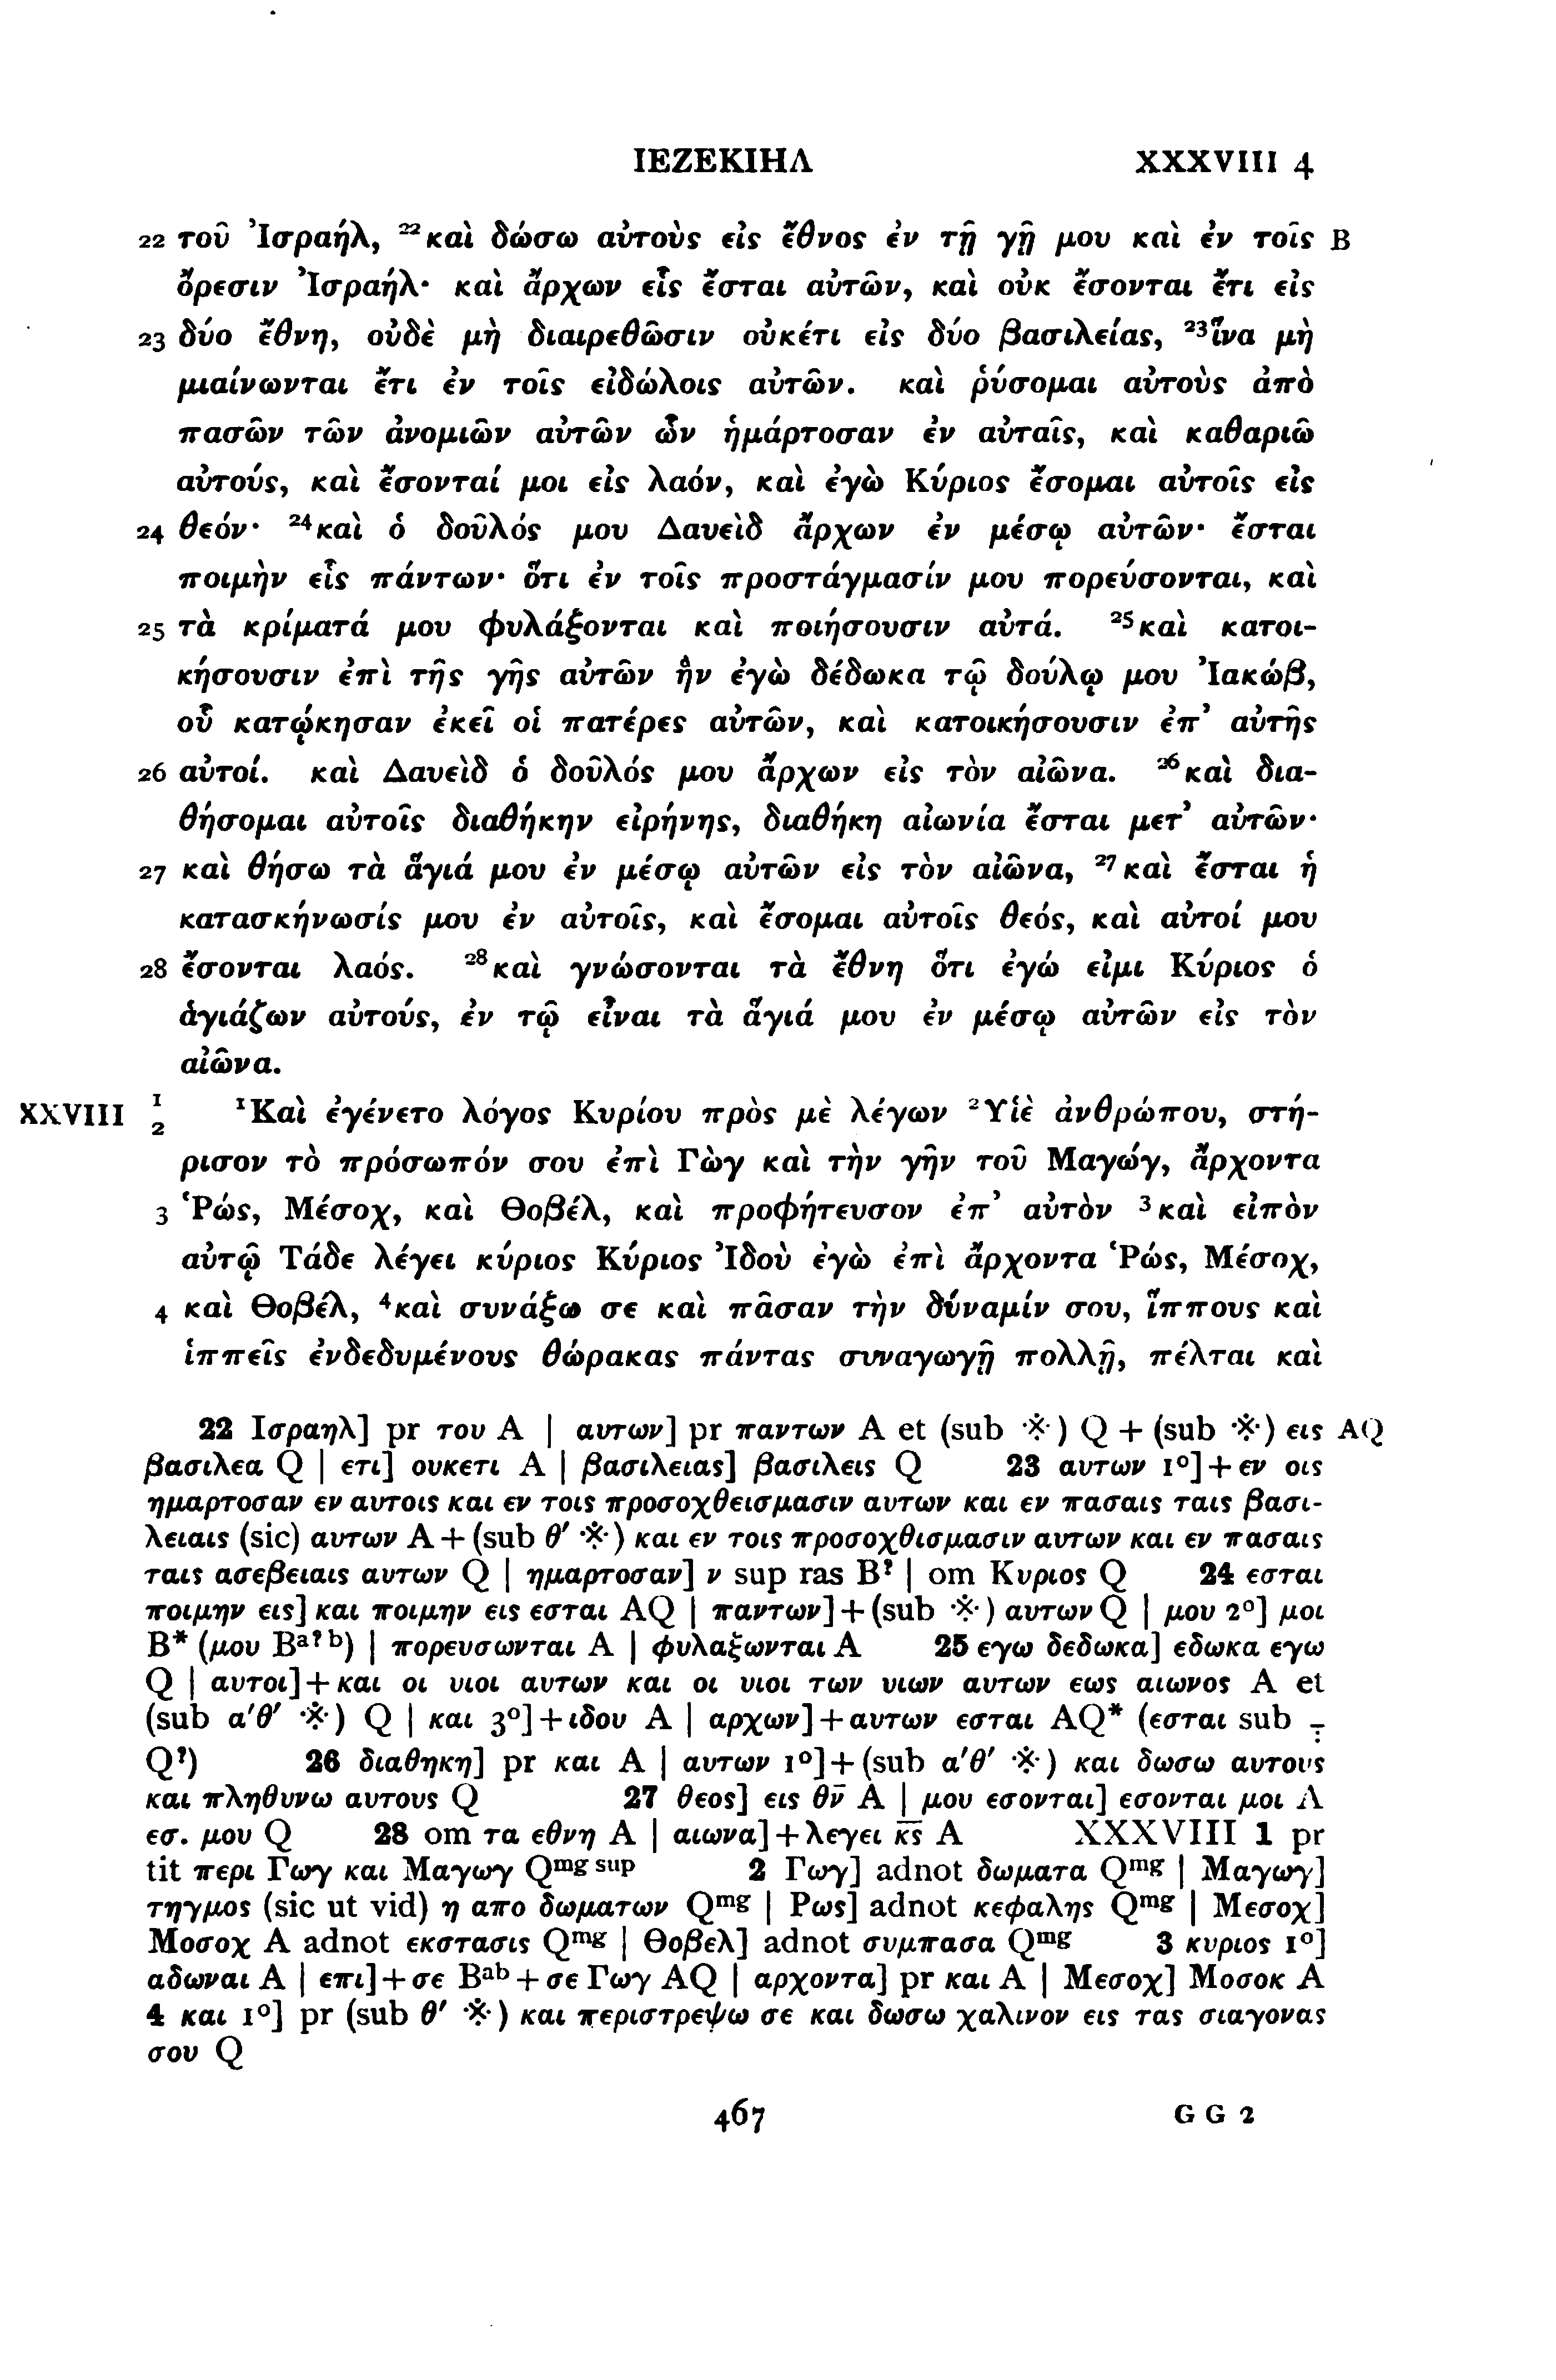 ΙΕΖΕΚΙΗΛ XXXVIII 4
22 τοῦ Ἰσραήλ, ²²καὶ δώσω αὐτοὺς εἰς ἔθνος ἐν τῇ γῇ μου καὶ ἐν τοῖς B
ὄρεσιν Ἰσραήλ· καὶ ἄρχων εἷς ἔσται αὐτῶν, καὶ οὐκ ἔσονται ἔτι εἰς
23 δύο ἔθνη, οὐδὲ μὴ διαιρεθῶσιν οὐκέτι εἰς δύο βασιλείας, ²³ἵνα μὴ
μιαίνωνται ἔτι ἐν τοῖς εἰδώλοις αὐτῶν. καὶ ῥύσομαι αὐτοὺς ἀπὸ
πασῶν τῶν ἀνομιῶν αὐτῶν ὧν ἡμάρτοσαν ἐν αὐταῖς, καὶ καθαριῶ
αὐτούς, καὶ ἔσονταί μοι εἰς λαόν, καὶ ἐγὼ Κύριος ἔσομαι αὐτοῖς εἰς
24 θεόν· ²⁴καὶ ὁ δοῦλός μου Δαυεὶδ ἄρχων ἐν μέσῳ αὐτῶν· ἔσται
ποιμὴν εἷς πάντων· ὅτι ἐν τοῖς προστάγμασίν μου πορεύσονται, καὶ
25 τὰ κρίματά μου φυλάξονται καὶ ποιήσουσιν αὐτά. ²⁵καὶ κατοι-
κήσουσιν ἐπὶ τῆς γῆς αὐτῶν ἣν ἐγὼ δέδωκα τῷ δούλῳ μου Ἰακώβ,
οὗ κατῴκησαν ἐκεῖ οἱ πατέρες αὐτῶν, καὶ κατοικήσουσιν ἐπ᾽ αὐτῆς
26 αὐτοί. καὶ Δαυεὶδ ὁ δοῦλός μου ἄρχων εἰς τὸν αἰῶνα. ²⁶καὶ δια-
θήσομαι αὐτοῖς διαθήκην εἰρήνης, διαθήκη αἰωνία ἔσται μετ᾽ αὐτῶν·
27 καὶ θήσω τὰ ἅγιά μου ἐν μέσῳ αὐτῶν εἰς τὸν αἰῶνα, ²⁷καὶ ἔσται ἡ
κατασκήνωσίς μου ἐν αὐτοῖς, καὶ ἔσομαι αὐτοῖς θεός, καὶ αὐτοί μου
28 ἔσονται λαός. ²⁸καὶ γνώσονται τὰ ἔθνη ὅτι ἐγώ εἰμι Κύριος ὁ
ἁγιάζων αὐτούς, ἐν τῷ εἶναι τὰ ἅγιά μου ἐν μέσῳ αὐτῶν εἰς τὸν
αἰῶνα.
XXVIII 1 2 ¹Καὶ ἐγένετο λόγος Κυρίου πρὸς μὲ λέγων ²Υἱὲ ἀνθρώπου, στή-
ρισον τὸ πρόσωπόν σου ἐπὶ Γὼγ καὶ τὴν γῆν τοῦ Μαγώγ, ἄρχοντα
3 Ῥώς, Μέσοχ, καὶ Θοβέλ, καὶ προφήτευσον ἐπ᾽ αὐτὸν ³καὶ εἰπὸν
αὐτῷ Τάδε λέγει κύριος Κύριος Ἰδοὺ ἐγὼ ἐπὶ ἄρχοντα Ῥώς, Μέσοχ,
4 καὶ Θοβέλ, ⁴καὶ συνάξω σε καὶ πᾶσαν τὴν δύναμίν σου, ἵππους καὶ
ἱππεῖς ἐνδεδυμένους θώρακας πάντας συναγωγῇ πολλῇ, πέλται καὶ
22 Ισραηλ] pr του A | αυτων] pr παντων A et (sub ※) Q + (sub ※) εις AQ
βασιλεα Q | ετι] ουκετι A | βασιλειας] βασιλεις Q 23 αυτων 1°] + εν οις
ημαρτοσαν εν αυτοις και εν τοις προσοχθεισμασιν αυτων και εν πασαις ταις βασι-
λειαις (sic) αυτων A + (sub θ′ ※) και εν τοις προσοχθισμασιν αυτων και εν πασαις
ταις ασεβειαις αυτων Q | ημαρτοσαν] ν sup ras B? | om Κυριος Q 24 εσται
ποιμην εις] και ποιμην εις εσται AQ | παντων] + (sub ※) αυτων Q | μου 2°] μοι
B* (μου Ba?b) | πορευσωνται A | φυλαξωνται A 25 εγω δεδωκα] εδωκα εγω
Q | αυτοι] + και οι υιοι αυτων και οι υιοι των υιων αυτων εως αιωνος A et
(sub α′θ′ ※) Q | και 3°] + ιδου A | αρχων] + αυτων εσται AQ* (εσται sub ÷
Q?) 26 διαθηκη] pr και A | αυτων 1°] + (sub α′θ′ ※) και δωσω αυτους
και πληθυνω αυτους Q 27 θεος] εις θν̅ A | μου εσονται] εσονται μοι A
εσ. μου Q 28 om τα εθνη A | αιωνα] + λεγει κ̅ς̅ A XXXVIII 1 pr
tit περι Γωγ και Μαγωγ Qmg sup 2 Γωγ] adnot δωματα Qmg | Μαγωγ]
τηγμος (sic ut vid) η απο δωματων Qmg | Ρως] adnot κεφαλης Qmg | Μεσοχ]
Μοσοχ A adnot εκστασις Qmg | Θοβελ] adnot συμπασα Qmg 3 κυριος 1°]
αδωναι A | επι] + σε Bab + σε Γωγ AQ | αρχοντα] pr και A | Μεσοχ] Μοσοκ A
4 και 1°] pr (sub θ′ ※) και περιστρεψω σε και δωσω χαλινον εις τας σιαγονας
σου Q
467 G G 2